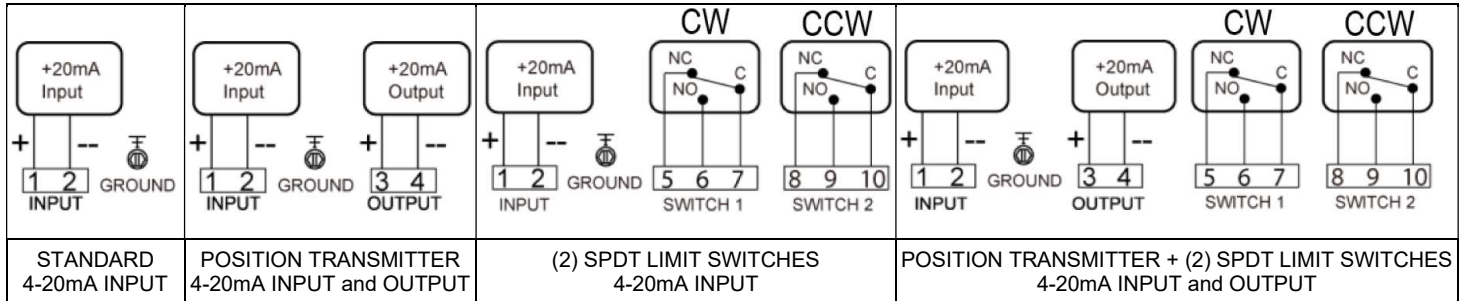 +20mA
Input
+ --
1 2
GROUND
INPUT
STANDARD
4-20mA INPUT
+20mA
Input
+20mA
Output
+ --
+ --
1 2
GROUND
3 4
INPUT
OUTPUT
POSITION TRANSMITTER
4-20mA INPUT and OUTPUT
CW
CCW
+20mA
Input
NC
C
NO
NC
C
NO
+ --
1 2
GROUND
5 6 7
8 9 10
INPUT
SWITCH 1
SWITCH 2
(2) SPDT LIMIT SWITCHES
4-20mA INPUT
CW
CCW
+20mA
Input
+20mA
Output
NC
C
NO
NC
C
NO
+ --
+ --
1 2
GROUND
3 4
5 6 7
8 9 10
INPUT
OUTPUT
SWITCH 1
SWITCH 2
POSITION TRANSMITTER + (2) SPDT LIMIT SWITCHES
4-20mA INPUT and OUTPUT